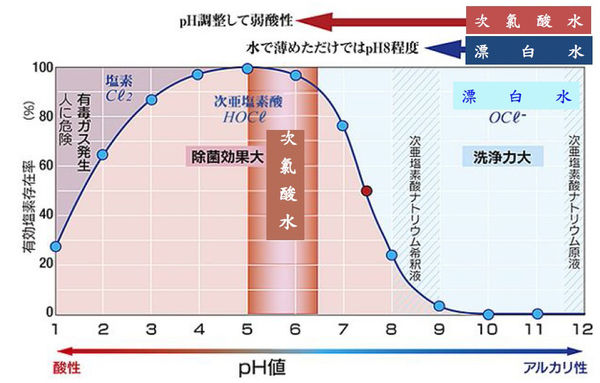 pH調整して弱酸性
次氯酸水
水で薄めただけではpH8程度
漂白水
有効塩素存在率 (%)
100
80
60
40
20
0
有毒ガス発生
人に危険
塩素
Cℓ2
次亜塩素酸
HOCℓ
除菌効果大
次氯酸水
漂白水
OCℓ-
洗浄力大
次亜塩素酸ナトリウム希釈液
次亜塩素酸ナトリウム原液
1 2 3 4 5 6 7 8 9 10 11 12
酸性
pH値
アルカリ性